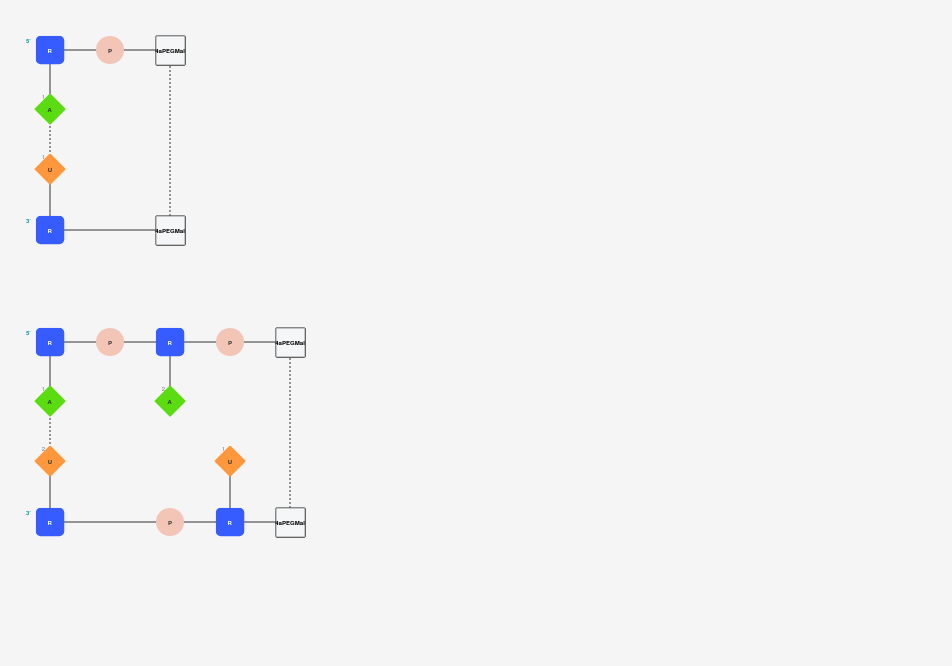 5' R P 4aPEGMal
1
A
1
U
3' R 4aPEGMal
5' R P R P 4aPEGMal
1 2
A A
2 1
U U
3' R P R 4aPEGMal